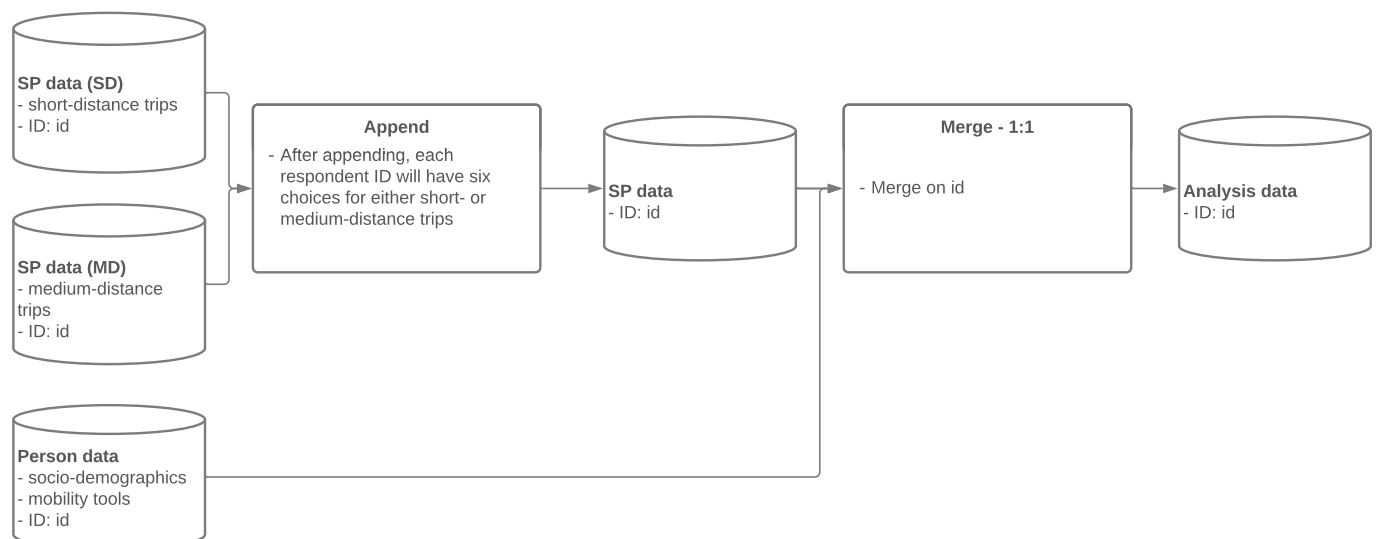 SP data (SD)
- short-distance trips
- ID: id
SP data (MD)
- medium-distance
trips
- ID: id
Person data
- socio-demographics
- mobility tools
- ID: id
Append
- After appending, each
respondent ID will have six
choices for either short- or
medium-distance trips
SP data
- ID: id
Merge - 1:1
- Merge on id
Analysis data
- ID: id